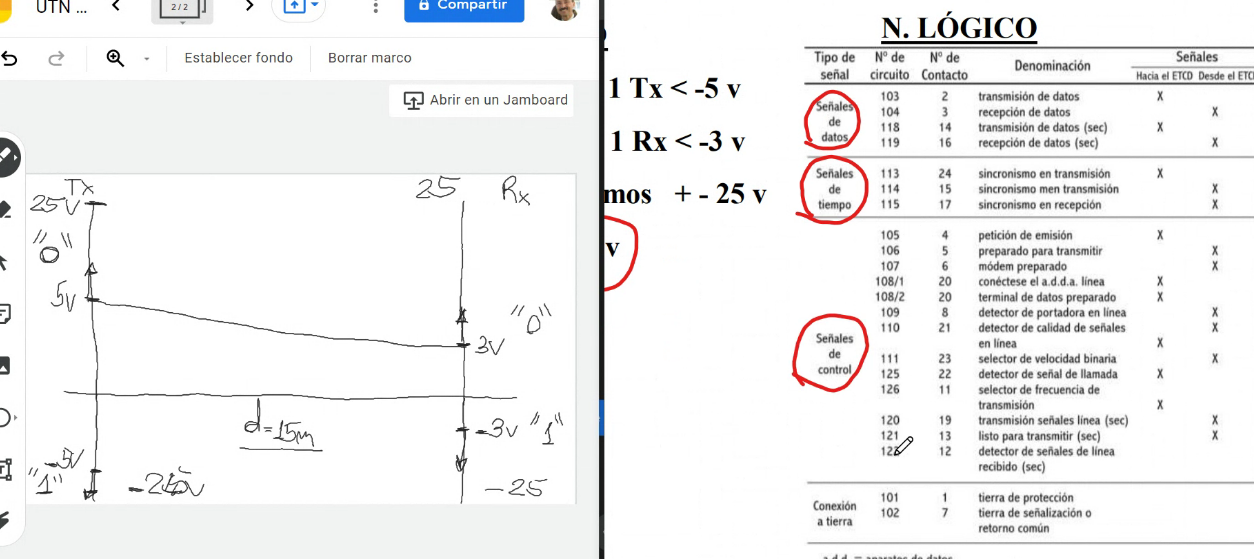 UTN ...
2 / 2
Compartir
Establecer fondo
Borrar marco
Abrir en un Jamboard
Tx
25V
"0"
5V
25 Rx
"0"
3V
d=15m
-3V "1"
-5V
"1"
-25V
-25
1 Tx < -5 v
1 Rx < -3 v
mos + - 25 v
v
N. LÓGICO
Tipo de señal Nº de circuito Nº de Contacto Denominación Señales
Hacia el ETCD Desde el ETC
Señales de datos
103 2 transmisión de datos X
104 3 recepción de datos X
118 14 transmisión de datos (sec) X
119 16 recepción de datos (sec) X
Señales de tiempo
113 24 sincronismo en transmisión X
114 15 sincronismo men transmisión X
115 17 sincronismo en recepción X
Señales de control
105 4 petición de emisión X
106 5 preparado para transmitir X
107 6 módem preparado X
108/1 20 conéctese el a.d.d.a. línea X
108/2 20 terminal de datos preparado X
109 8 detector de portadora en línea X
110 21 detector de calidad de señales X
en línea X
111 23 selector de velocidad binaria X
125 22 detector de señal de llamada X
126 11 selector de frecuencia de
transmisión X
120 19 transmisión señales línea (sec) X
121 13 listo para transmitir (sec) X
12 12 detector de señales de línea
recibido (sec)
Conexión a tierra
101 1 tierra de protección
102 7 tierra de señalización o
retorno común